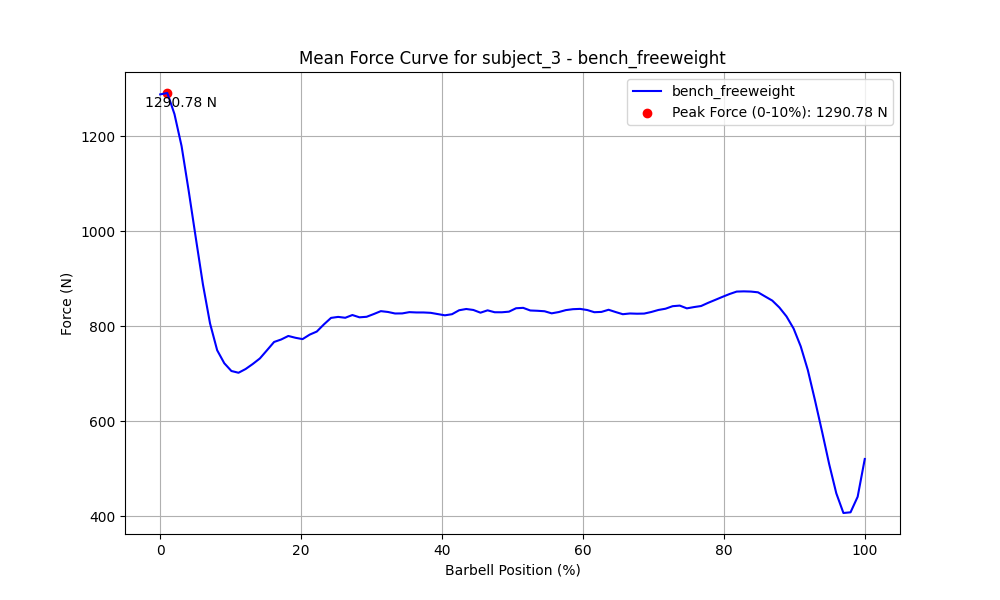 Mean Force Curve for subject_3 - bench_freeweight
bench_freeweight
Peak Force (0-10%): 1290.78 N
1290.78 N
1200
1000
800
600
400
Force (N)
0 20 40 60 80 100
Barbell Position (%)